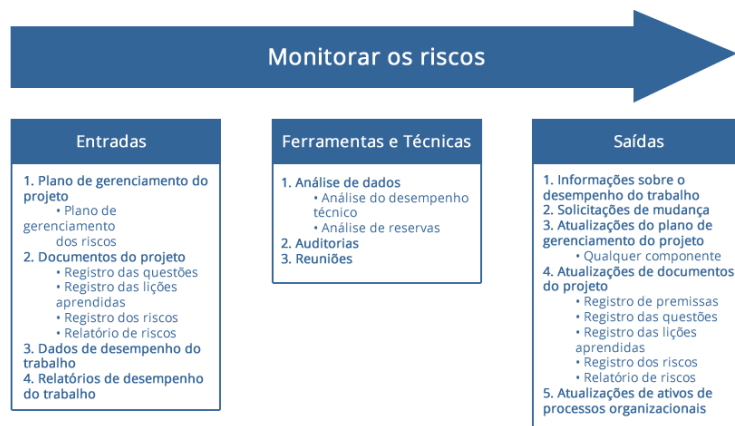 Monitorar os riscos
Entradas
1. Plano de gerenciamento do
projeto
• Plano de
gerenciamento
dos riscos
2. Documentos do projeto
• Registro das questões
• Registro das lições
aprendidas
• Registro dos riscos
• Relatório de riscos
3. Dados de desempenho do
trabalho
4. Relatórios de desempenho
do trabalho
Ferramentas e Técnicas
1. Análise de dados
• Análise do desempenho
técnico
• Análise de reservas
2. Auditorias
3. Reuniões
Saídas
1. Informações sobre o
desempenho do trabalho
2. Solicitações de mudança
3. Atualizações do plano de
gerenciamento do projeto
• Qualquer componente
4. Atualizações de documentos
do projeto
• Registro de premissas
• Registro das questões
• Registro das lições
aprendidas
• Registro dos riscos
• Relatório de riscos
5. Atualizações de ativos de
processos organizacionais